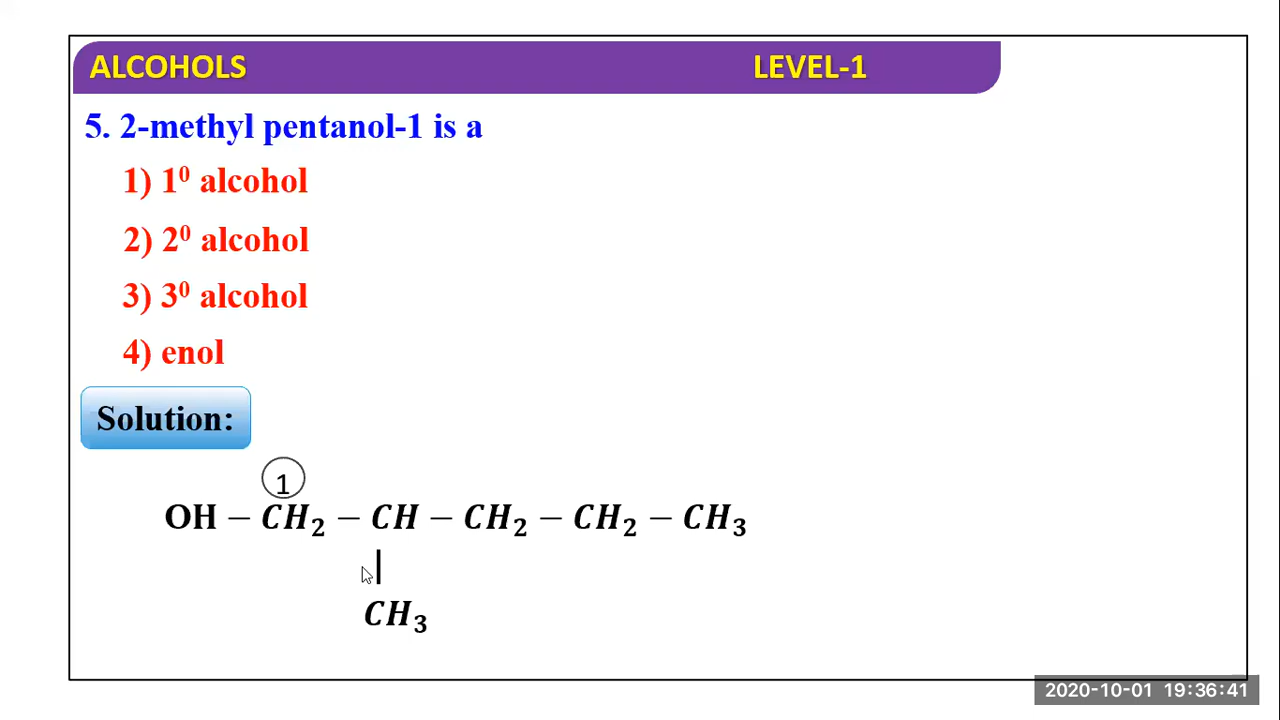 ALCOHOLS LEVEL-1
5. 2-methyl pentanol-1 is a
1) 1⁰ alcohol
2) 2⁰ alcohol
3) 3⁰ alcohol
4) enol
Solution:
1
OH – CH₂ – CH – CH₂ – CH₂ – CH₃
|
CH₃
2020-10-01 19:36:41